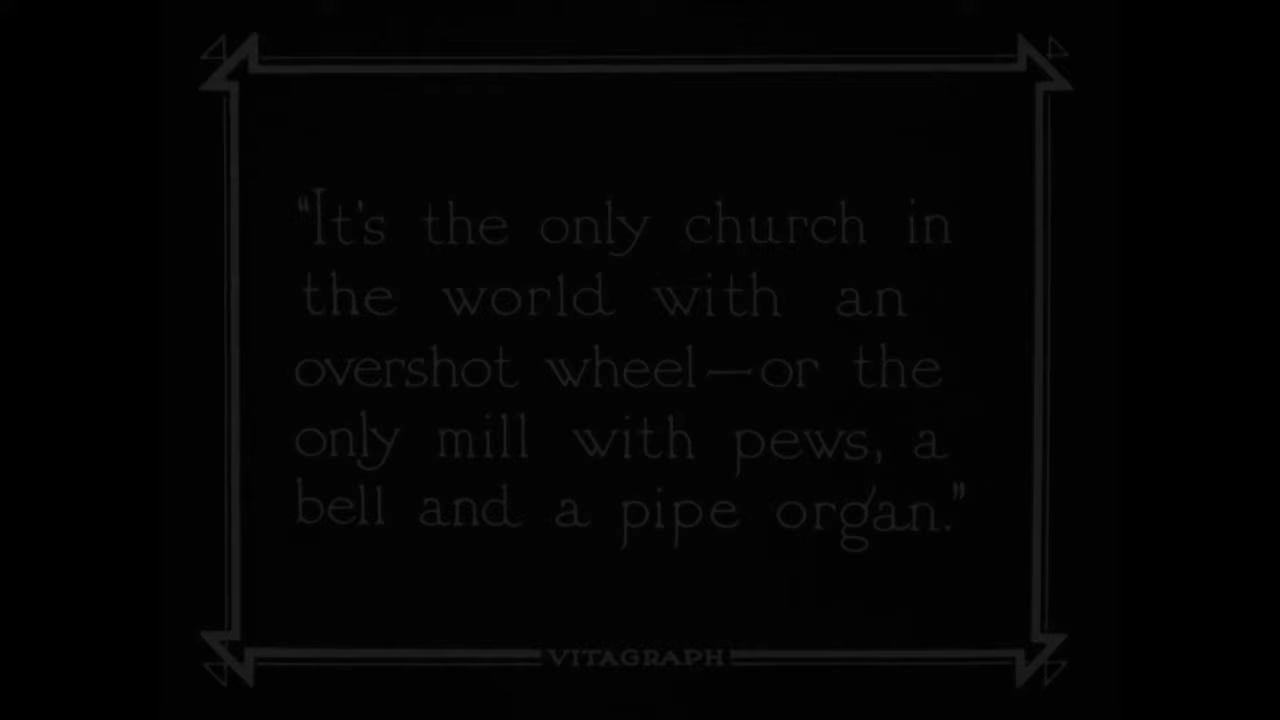 "It's the only church in
the world with an
overshot wheel—or the
only mill with pews, a
bell and a pipe organ."
VITAGRAPH